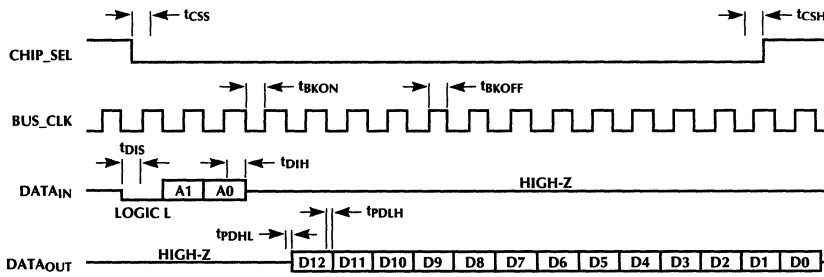 tCSS
tCSH
CHIP_SEL
tBKON
tBKOFF
BUS_CLK
tDIS
tDIH
DATAIN
A1 A0
HIGH-Z
LOGIC L
tPDHL
tPDLH
DATAOUT
HIGH-Z
D12 D11 D10 D9 D8 D7 D6 D5 D4 D3 D2 D1 D0